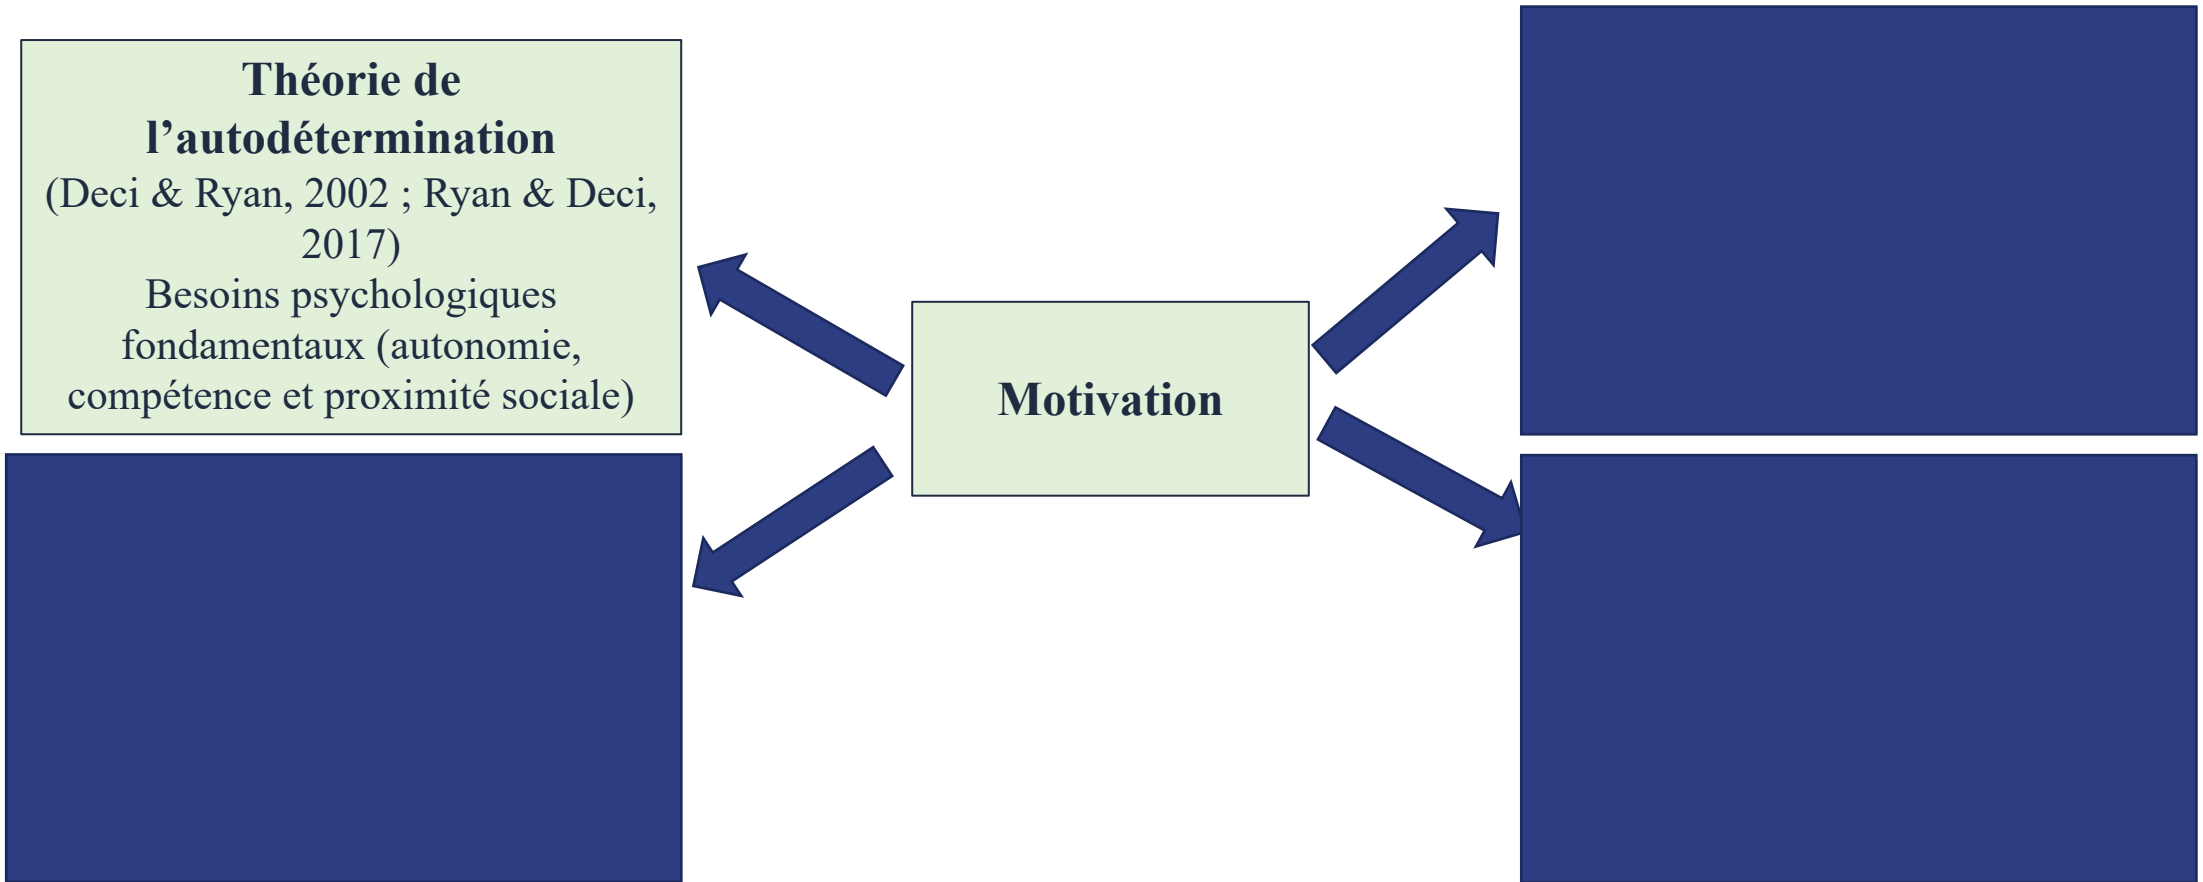 Théorie de
l’autodétermination
(Deci & Ryan, 2002 ; Ryan & Deci,
2017)
Besoins psychologiques
fondamentaux (autonomie,
compétence et proximité sociale)
Motivation